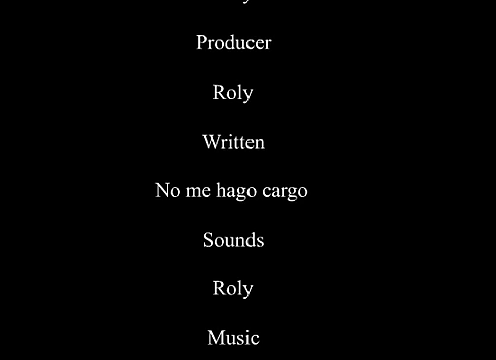 Producer
Roly
Written
No me hago cargo
Sounds
Roly
Music